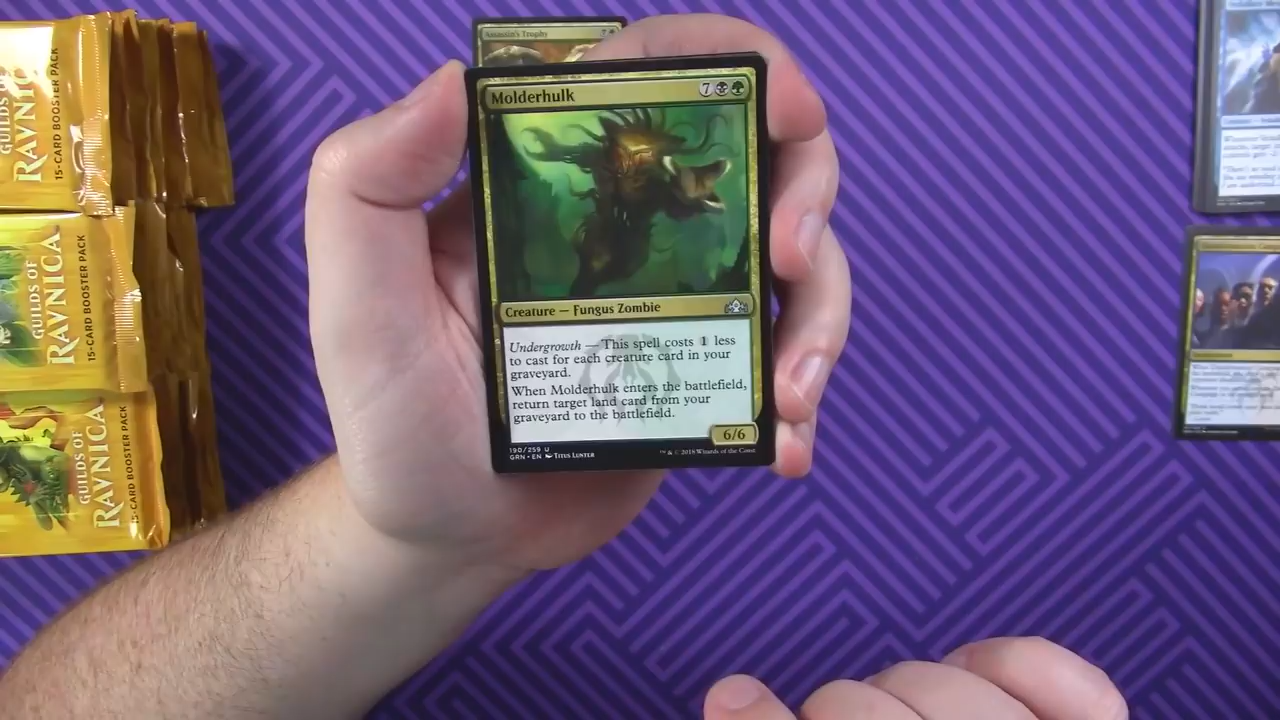 Assassin's Trophy
Molderhulk
7
Creature — Fungus Zombie
Undergrowth — This spell costs 1 less
to cast for each creature card in your
graveyard.
When Molderhulk enters the battlefield,
return target land card from your
graveyard to the battlefield.
6/6
190/259 U
GRN • EN Titus Lunter
™ & © 2018 Wizards of the Coast
GUILDS OF
RAVNIC
15-CARD BOOSTER PACK
GUILDS OF
RAVNICA
15-CARD BOOSTER PACK
GUILDS OF
RAVNICA
15-CARD BOOSTER PACK